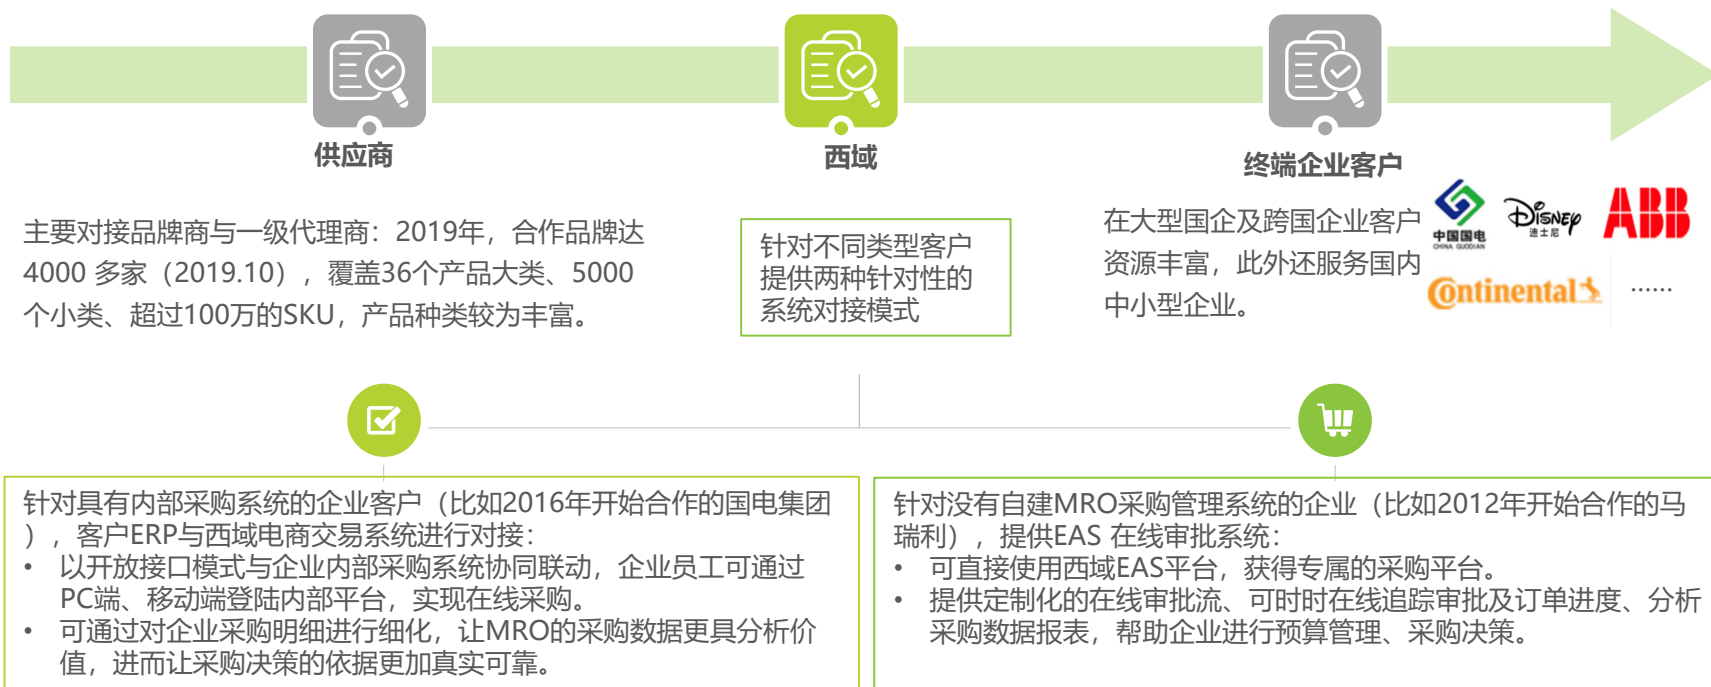 供应商
西域
终端企业客户
主要对接品牌商与一级代理商：2019年，合作品牌达
4000 多家（2019.10），覆盖36个产品大类、5000
个小类、超过100万的SKU，产品种类较为丰富。
针对不同类型客户
提供两种针对性的
系统对接模式
在大型国企及跨国企业客户
资源丰富，此外还服务国内
中小型企业。
中国国电
CHINA GUODIAN
Disney
迪士尼
ABB
Continental
……
针对具有内部采购系统的企业客户（比如2016年开始合作的国电集团
），客户ERP与西域电商交易系统进行对接：
• 以开放接口模式与企业内部采购系统协同联动，企业员工可通过
PC端、移动端登陆内部平台，实现在线采购。
• 可通过对企业采购明细进行细化，让MRO的采购数据更具分析价
值，进而让采购决策的依据更加真实可靠。
针对没有自建MRO采购管理系统的企业（比如2012年开始合作的马
瑞利），提供EAS 在线审批系统：
• 可直接使用西域EAS平台，获得专属的采购平台。
• 提供定制化的在线审批流、可时时在线追踪审批及订单进度、分析
采购数据报表，帮助企业进行预算管理、采购决策。